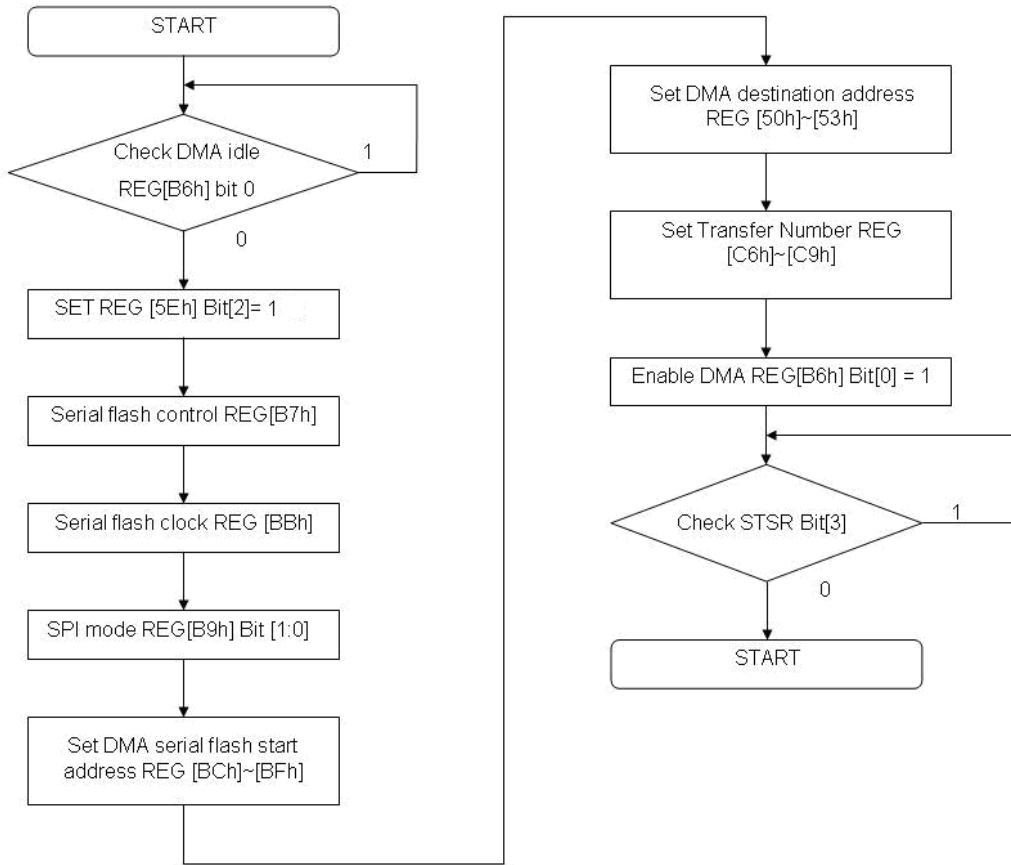 START
Check DMA idle
1
REG[B6h] bit 0
0
SET REG [5Eh] Bit[2]= 1
Serial flash control REG[B7h]
Serial flash clock REG [BBh]
SPI mode REG[B9h] Bit [1:0]
Set DMA serial flash start
address REG [BCh]~[BFh]
Set DMA destination address
REG [50h]~[53h]
Set Transfer Number REG
[C6h]~[C9h]
Enable DMA REG[B6h] Bit[0] = 1
Check STSR Bit[3]
1
0
START